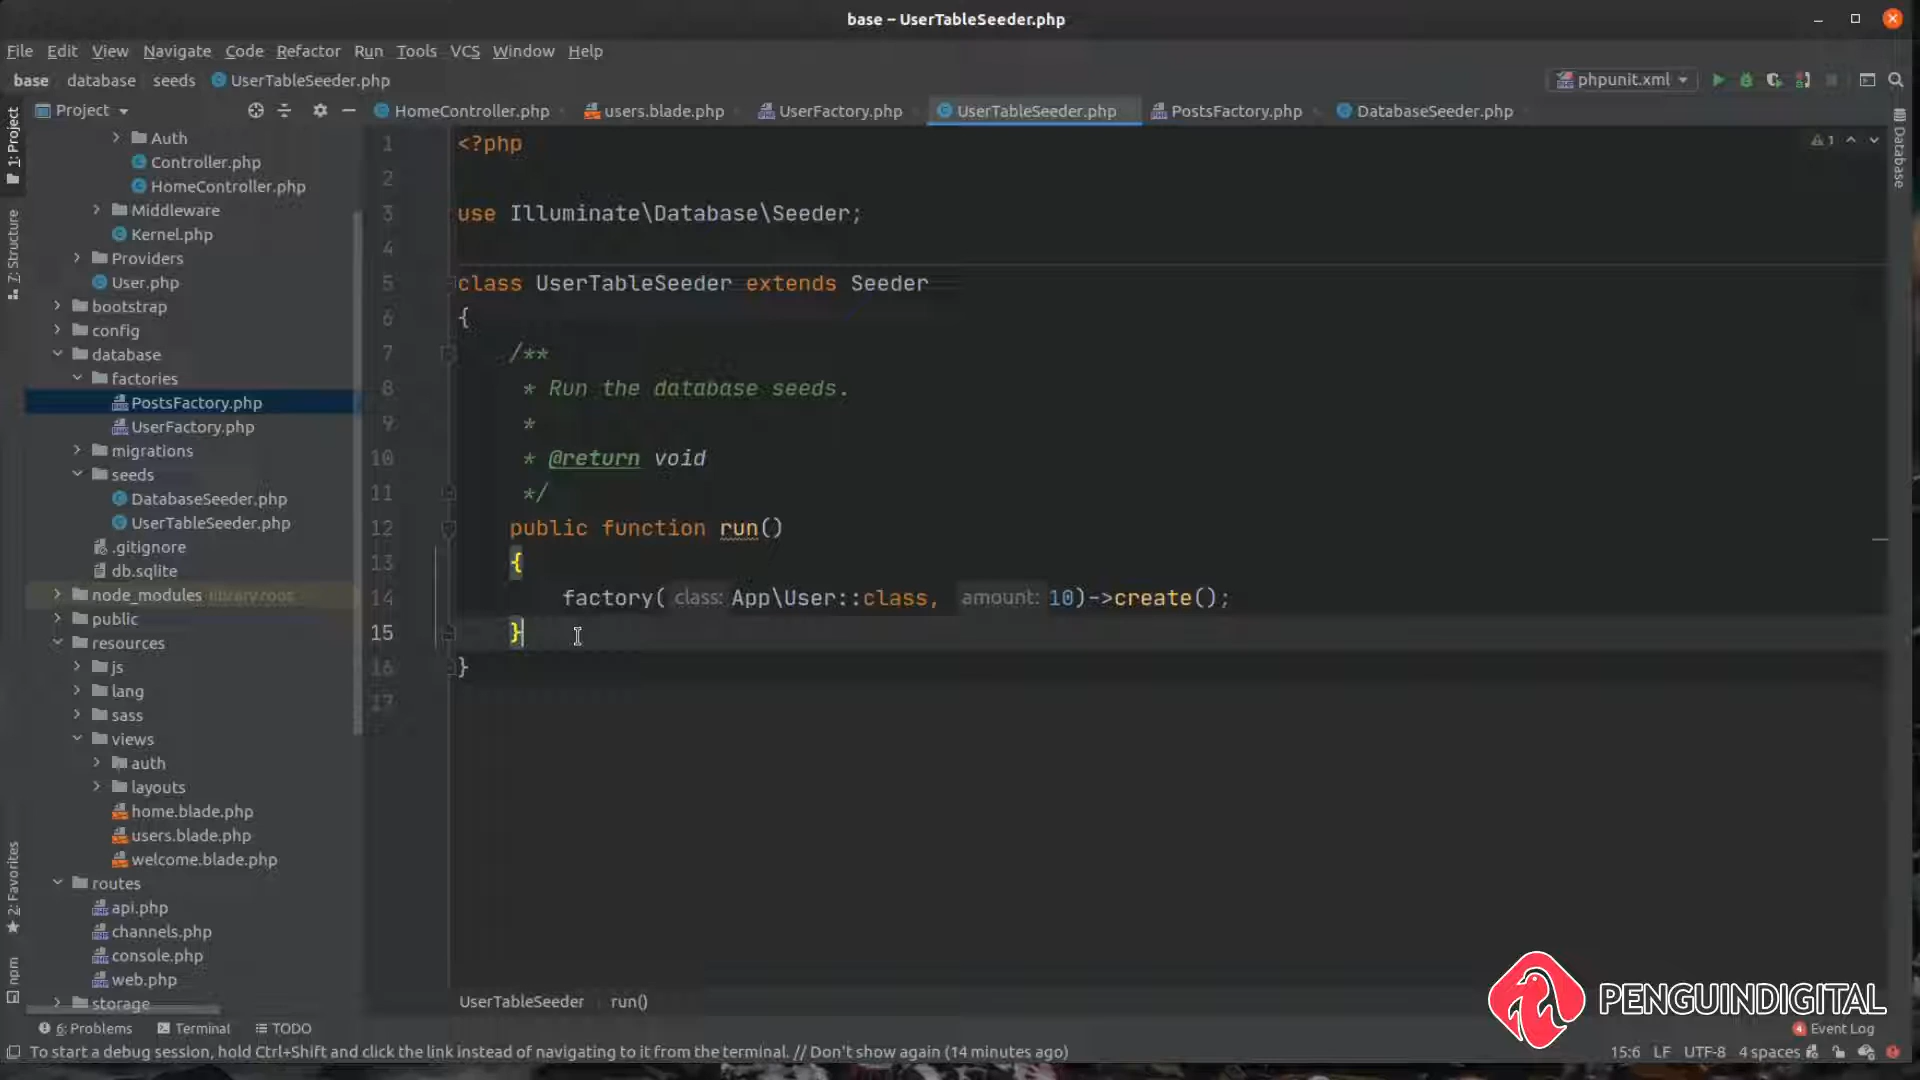 base – UserTableSeeder.php
File Edit View Navigate Code Refactor Run Tools VCS Window Help
base database seeds UserTableSeeder.php
phpunit.xml
Project
HomeController.php users.blade.php UserFactory.php UserTableSeeder.php PostsFactory.php DatabaseSeeder.php
1: Project
7: Structure
2: Favorites
npm
Database
Auth
Controller.php
HomeController.php
Middleware
Kernel.php
Providers
User.php
bootstrap
config
database
factories
PostsFactory.php
UserFactory.php
migrations
seeds
DatabaseSeeder.php
UserTableSeeder.php
.gitignore
db.sqlite
node_modules library root
public
resources
js
lang
sass
views
auth
layouts
home.blade.php
users.blade.php
welcome.blade.php
routes
api.php
channels.php
console.php
web.php
storage
1 <?php
2
3 use Illuminate\Database\Seeder;
4
5 class UserTableSeeder extends Seeder
6 {
7 /**
8 * Run the database seeds.
9 *
10 * @return void
11 */
12 public function run()
13 {
14 factory( class: App\User::class, amount: 10)->create();
15 }
16 }
17
1
UserTableSeeder run()
PENGUINDIGITAL
6: Problems Terminal TODO
4 Event Log
To start a debug session, hold Ctrl+Shift and click the link instead of navigating to it from the terminal. // Don't show again (14 minutes ago)
15:6 LF UTF-8 4 spaces